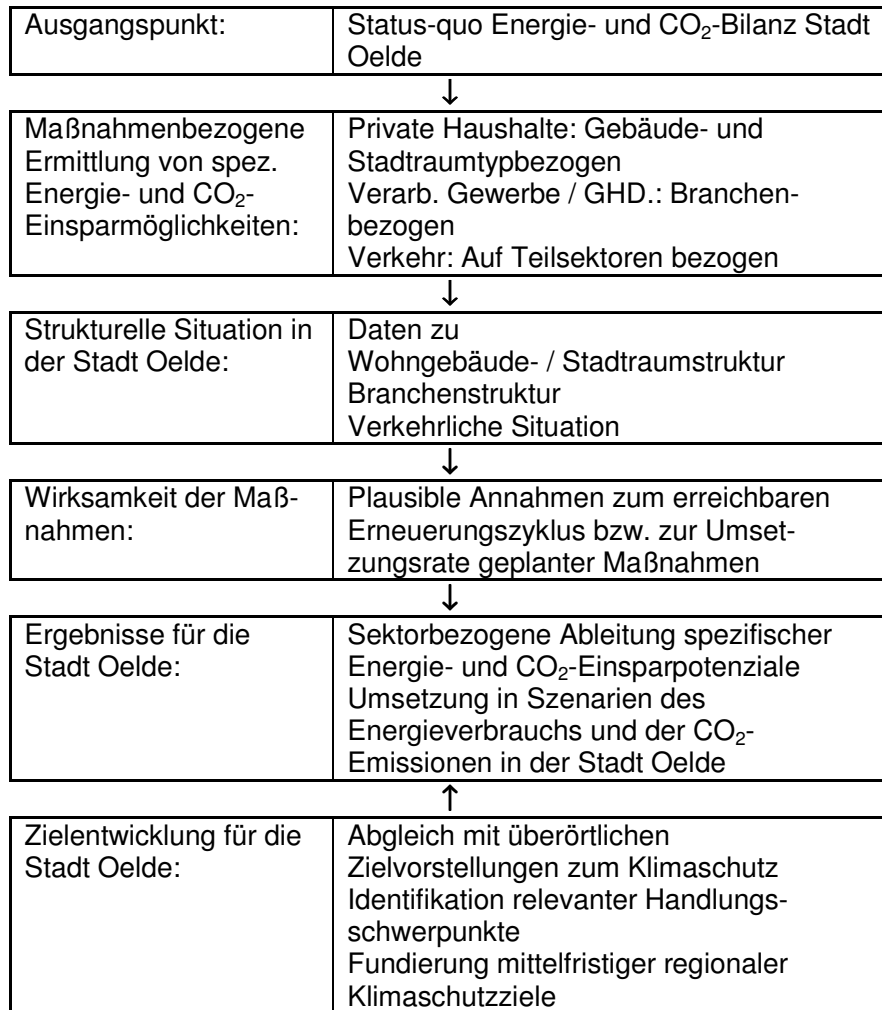 Ausgangspunkt:
Status-quo Energie- und CO₂-Bilanz Stadt
Oelde
↓
Maßnahmenbezogene
Ermittlung von spez.
Energie- und CO₂-
Einsparmöglichkeiten:
Private Haushalte: Gebäude- und
Stadtraumtypbezogen
Verarb. Gewerbe / GHD.: Branchen-
bezogen
Verkehr: Auf Teilsektoren bezogen
↓
Strukturelle Situation in
der Stadt Oelde:
Daten zu
Wohngebäude- / Stadtraumstruktur
Branchenstruktur
Verkehrliche Situation
↓
Wirksamkeit der Maß-
nahmen:
Plausible Annahmen zum erreichbaren
Erneuerungszyklus bzw. zur Umset-
zungsrate geplanter Maßnahmen
↓
Ergebnisse für die
Stadt Oelde:
Sektorbezogene Ableitung spezifischer
Energie- und CO₂-Einsparpotenziale
Umsetzung in Szenarien des
Energieverbrauchs und der CO₂-
Emissionen in der Stadt Oelde
↑
Zielentwicklung für die
Stadt Oelde:
Abgleich mit überörtlichen
Zielvorstellungen zum Klimaschutz
Identifikation relevanter Handlungs-
schwerpunkte
Fundierung mittelfristiger regionaler
Klimaschutzziele